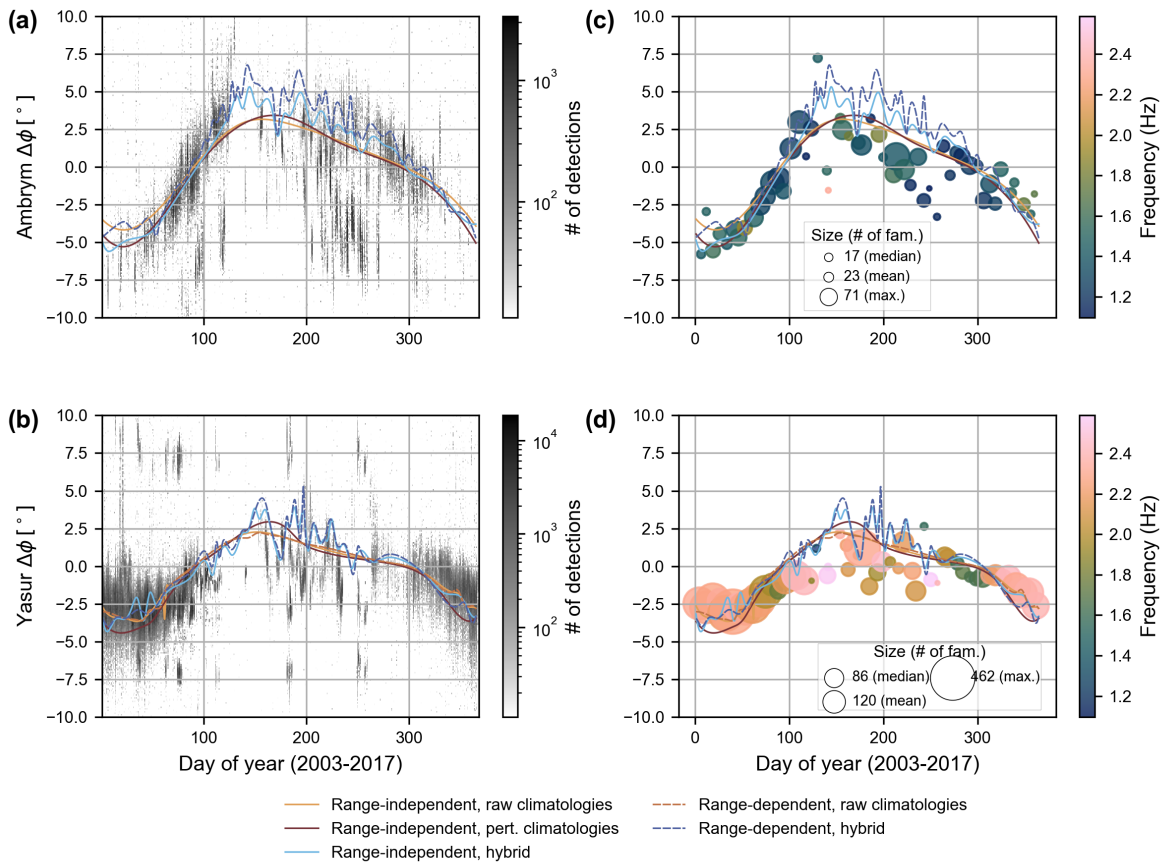 (a)
10.0
7.5
5.0
2.5
0.0
−2.5
−5.0
−7.5
−10.0
Ambrym Δϕ [°]
100
200
300
10³
10²
# of detections
(c)
10.0
7.5
5.0
2.5
0.0
−2.5
−5.0
−7.5
−10.0
0
100
200
300
Size (# of fam.)
17 (median)
23 (mean)
71 (max.)
2.4
2.2
2.0
1.8
1.6
1.4
1.2
Frequency (Hz)
(b)
10.0
7.5
5.0
2.5
0.0
−2.5
−5.0
−7.5
−10.0
Yasur Δϕ [°]
100
200
300
Day of year (2003-2017)
10⁴
10³
10²
# of detections
(d)
10.0
7.5
5.0
2.5
0.0
−2.5
−5.0
−7.5
−10.0
0
100
200
300
Day of year (2003-2017)
Size (# of fam.)
86 (median)
120 (mean)
462 (max.)
2.4
2.2
2.0
1.8
1.6
1.4
1.2
Frequency (Hz)
Range-independent, raw climatologies
Range-independent, pert. climatologies
Range-independent, hybrid
Range-dependent, raw climatologies
Range-dependent, hybrid